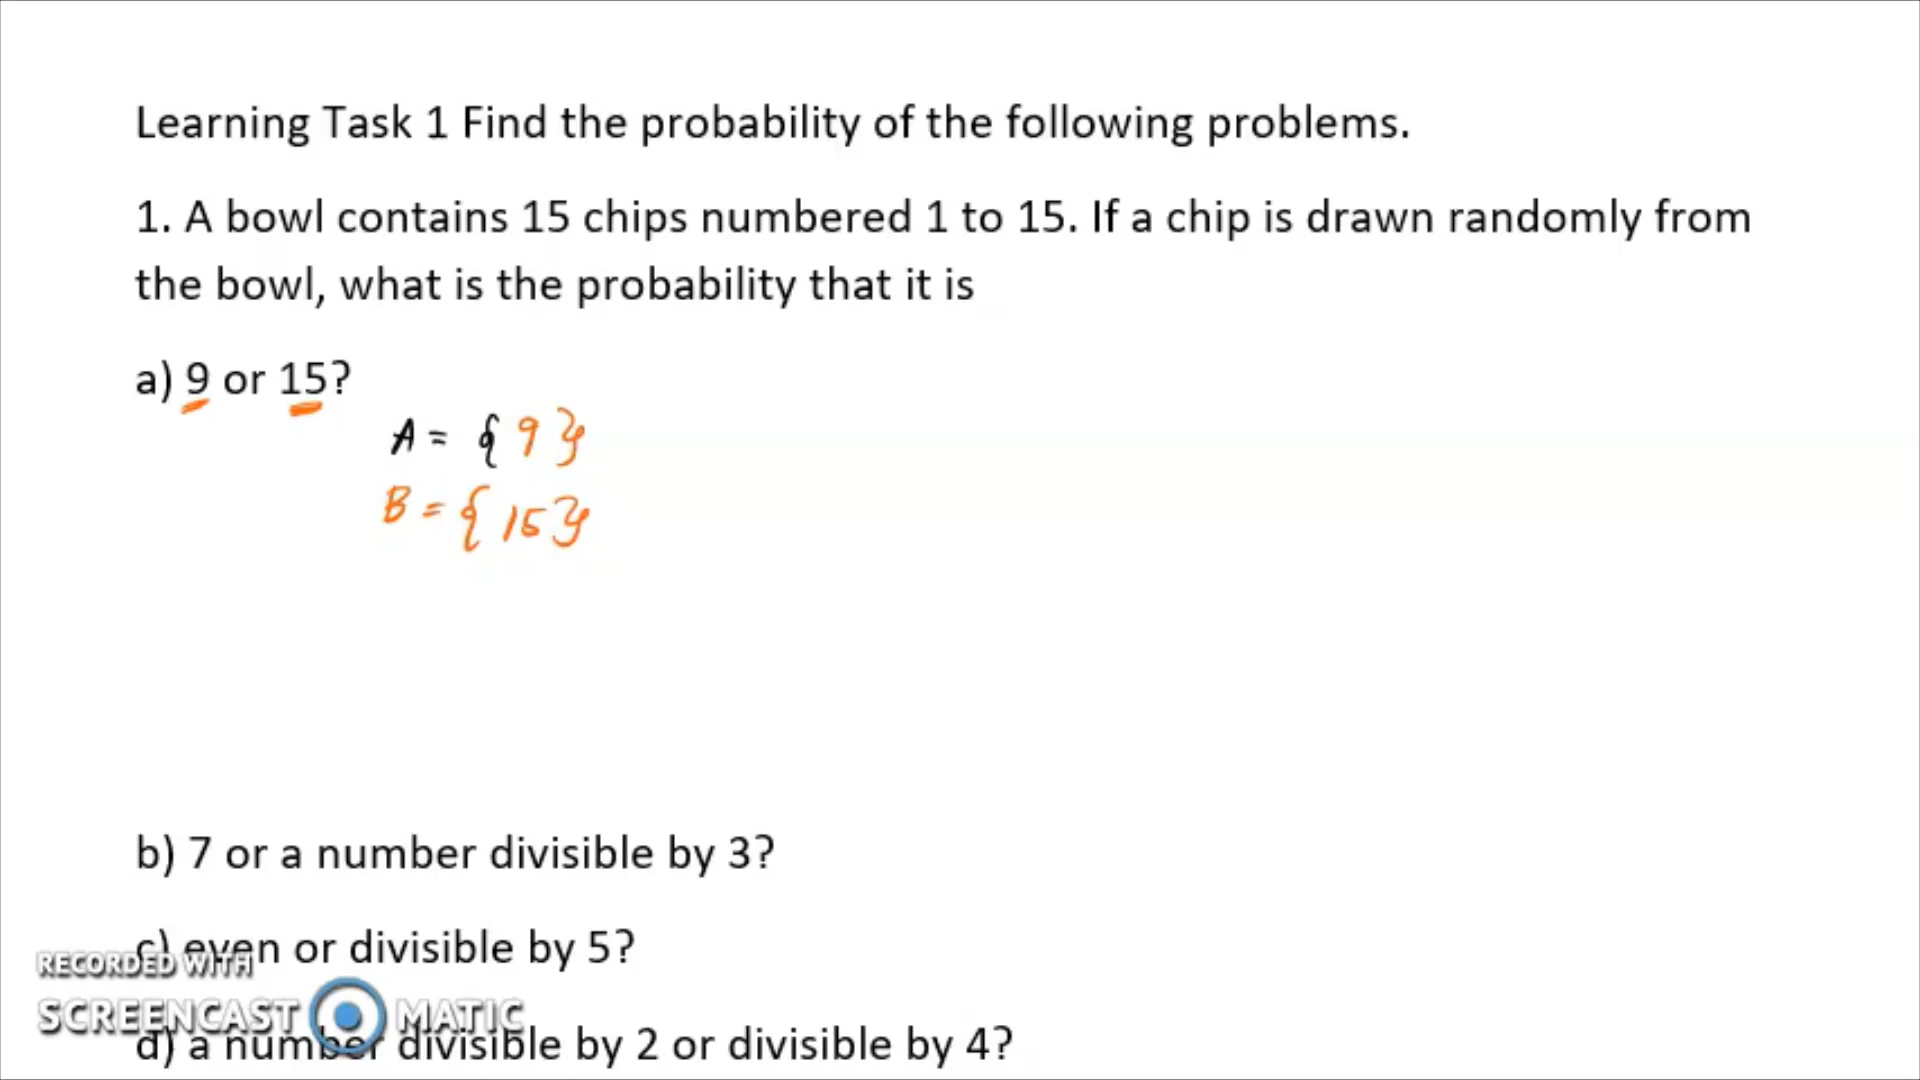 Learning Task 1 Find the probability of the following problems.
1. A bowl contains 15 chips numbered 1 to 15. If a chip is drawn randomly from
the bowl, what is the probability that it is
a) 9 or 15?
A = { 9 }
B = { 15 }
b) 7 or a number divisible by 3?
c) even or divisible by 5?
RECORDED WITH
SCREENCAST MATIC
d) a number divisible by 2 or divisible by 4?